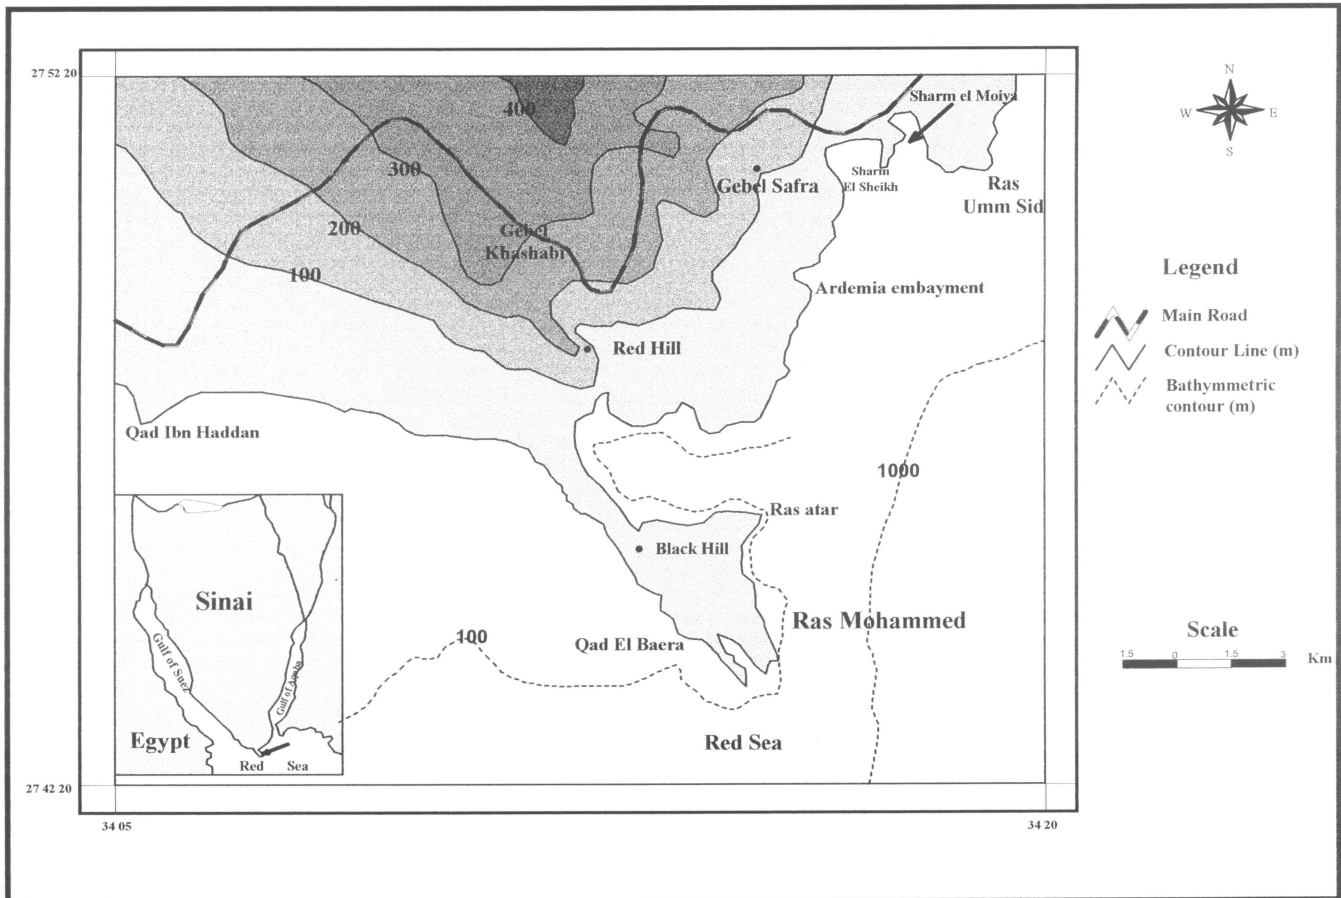 27 52 20
400
Sharm el Moiya
N
W
E
S
300
Gebel Safra
Sharm
El Sheikh
Ras
Umm Sid
200
Gebel
Khashabi
100
Ardemia embayment
Legend
Main Road
Contour Line (m)
Bathymmetric
contour (m)
Red Hill
Qad Ibn Haddan
1000
Ras atar
Black Hill
Sinai
Ras Mohammed
100
Qad El Baera
Gulf of Suez
Gulf of Aqaba
Scale
1.5
0
1.5
3
Km
Egypt
Red Sea
Red Sea
27 42 20
34 05
34 20